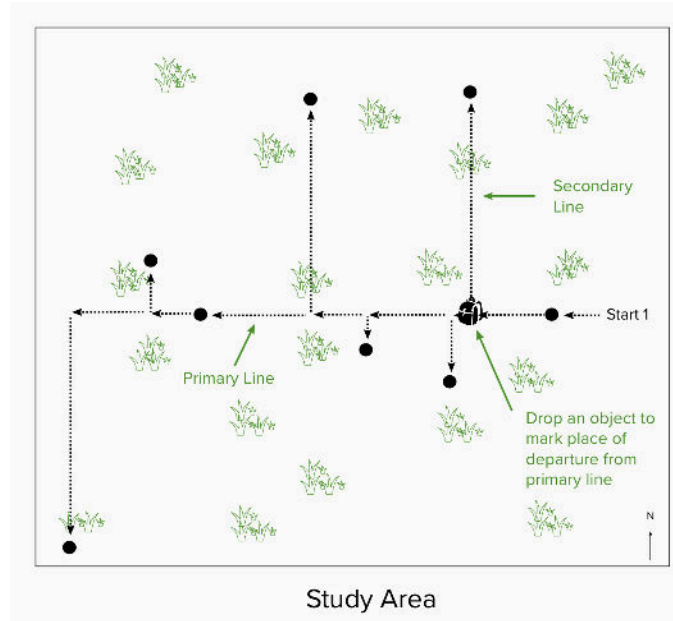 Secondary
Line
Start 1
Primary Line
Drop an object to
mark place of
departure from
primary line
N
Study Area